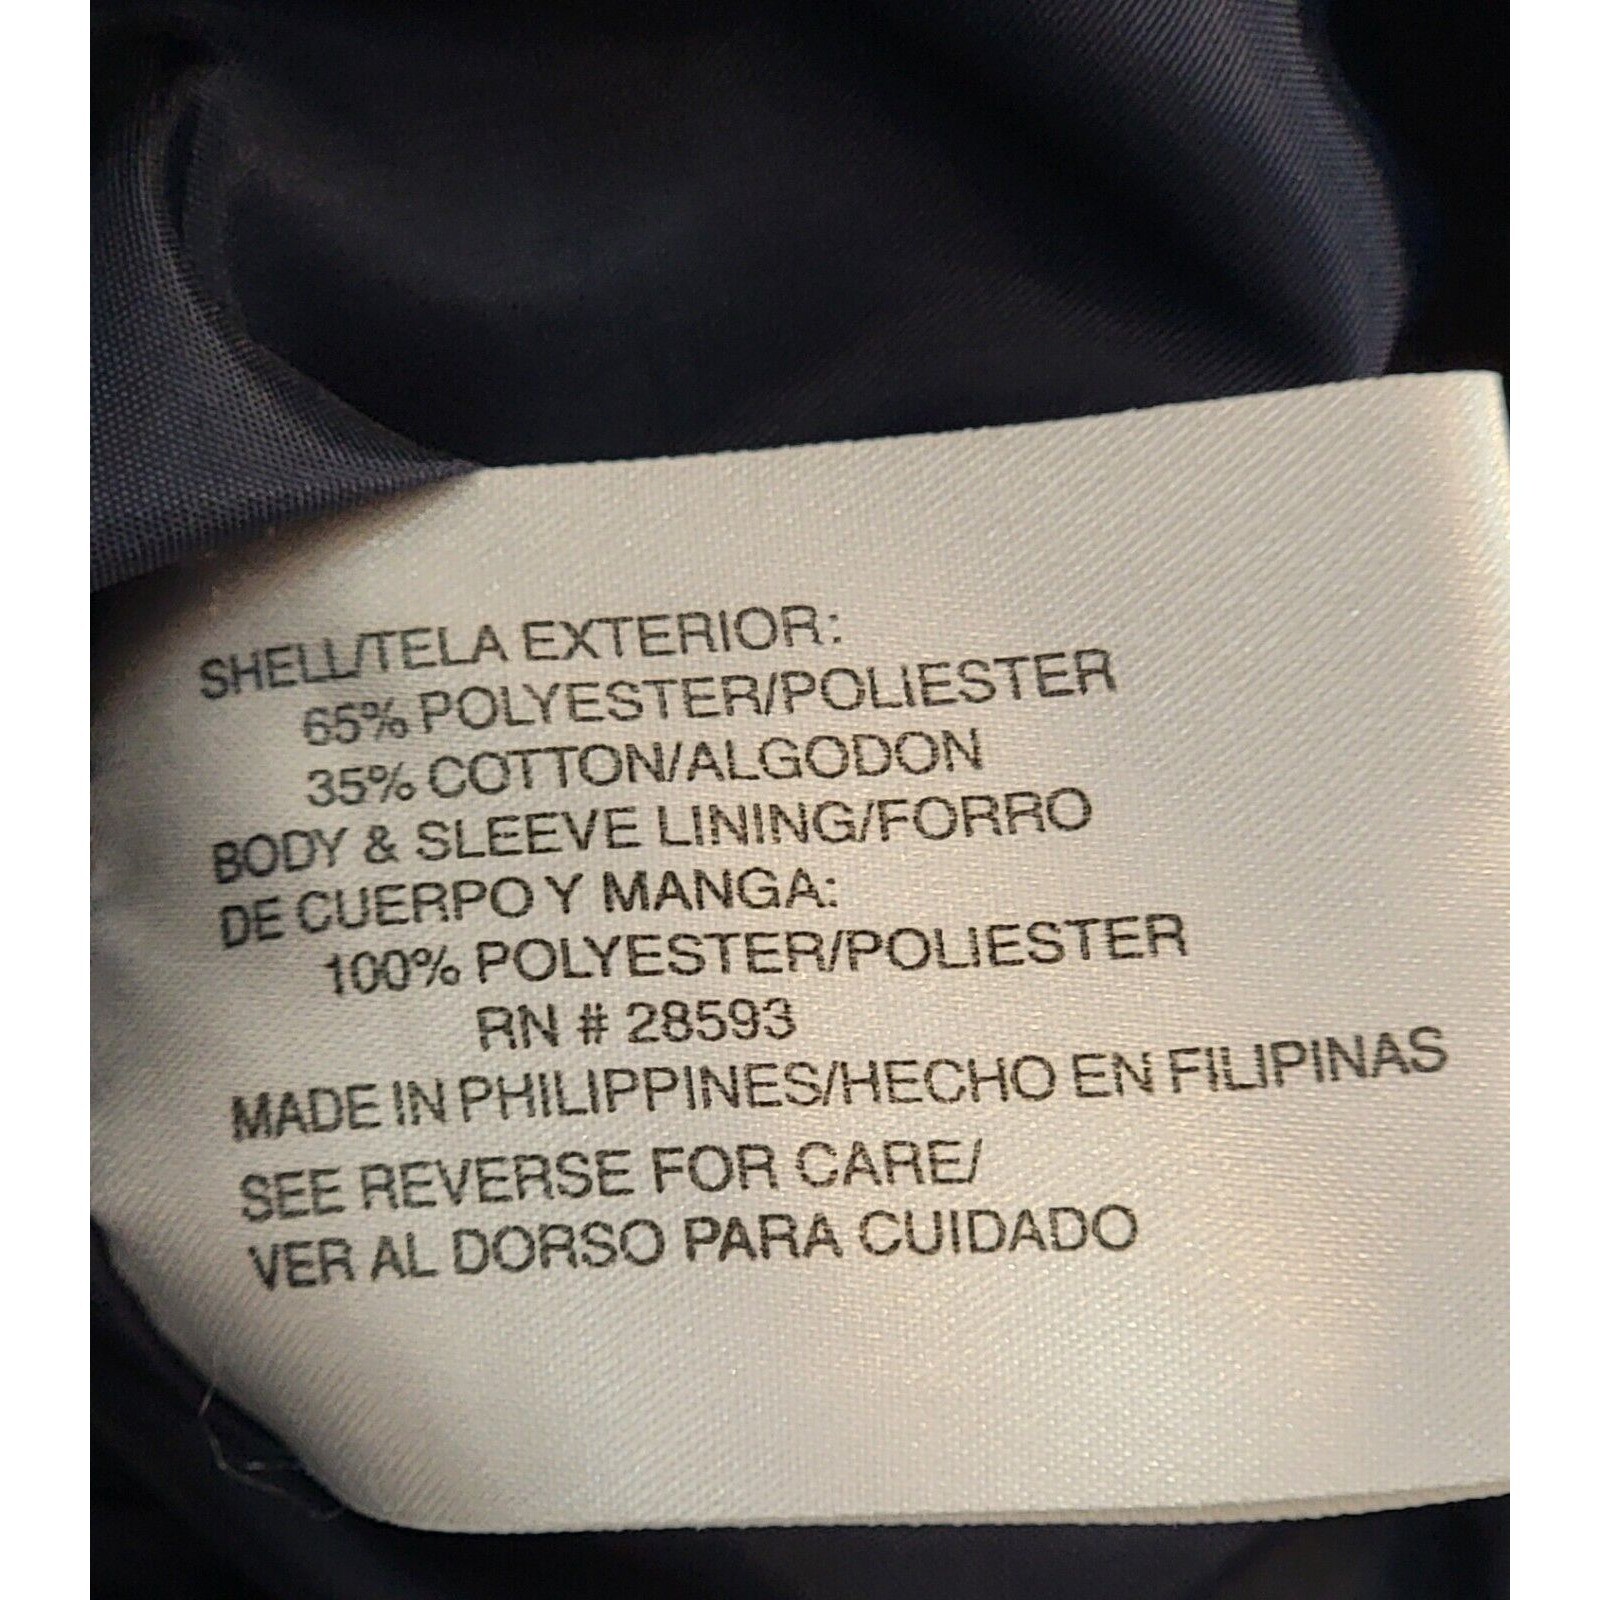 SHELL/TELA EXTERIOR:
65% POLYESTER/POLIESTER
35% COTTON/ALGODON
BODY & SLEEVE LINING/FORRO
DE CUERPO Y MANGA:
100% POLYESTER/POLIESTER
RN # 28593
MADE IN PHILIPPINES/HECHO EN FILIPINAS
SEE REVERSE FOR CARE/
VER AL DORSO PARA CUIDADO